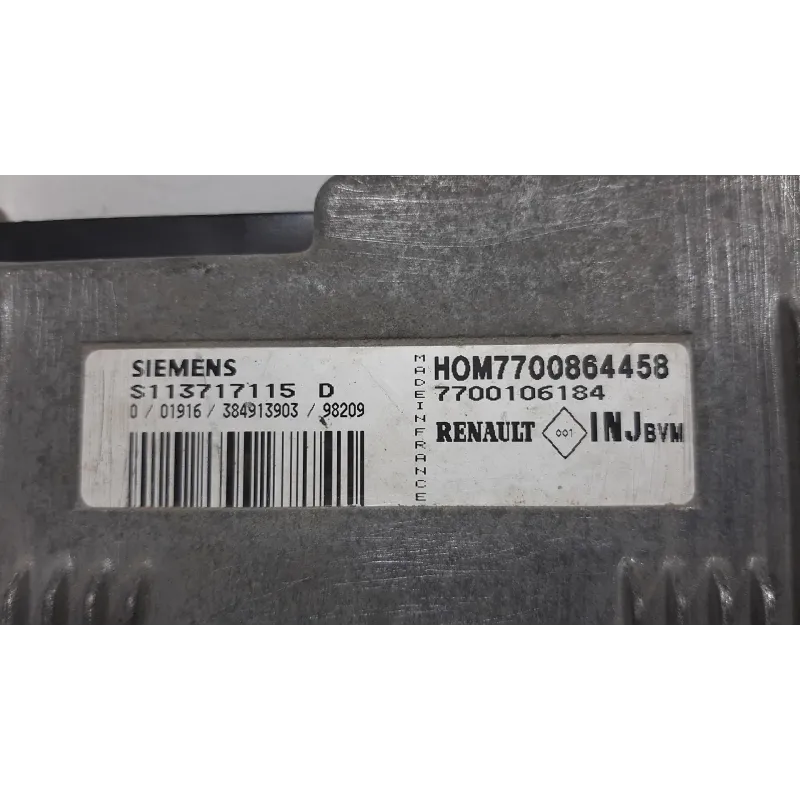 SIEMENS
S113717115 D
0 / 01916 / 384913903 / 98209
MADE IN FRANCE
HOM7700864458
7700106184
RENAULT 001 INJ BVM